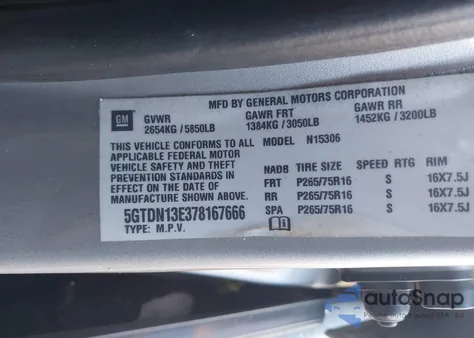 MFD BY GENERAL MOTORS CORPORATION
GM
GVWR GAWR FRT GAWR RR
2654KG / 5850LB 1384KG / 3050LB 1452KG / 3200LB
THIS VEHICLE CONFORMS TO ALL MODEL N15306
APPLICABLE FEDERAL MOTOR
VEHICLE SAFETY AND THEFT NADB TIRE SIZE SPEED RTG RIM
PREVENTION STANDARDS IN FRT P265/75R16 S 16X7.5J
EFFECT ON THE DATE OF RR P265/75R16 S 16X7.5J
MANUFACTURE SHOWN ABOVE. SPA P265/75R16 S 16X7.5J
5GTDN13E378167666
TYPE: M.P.V.
autoSnap